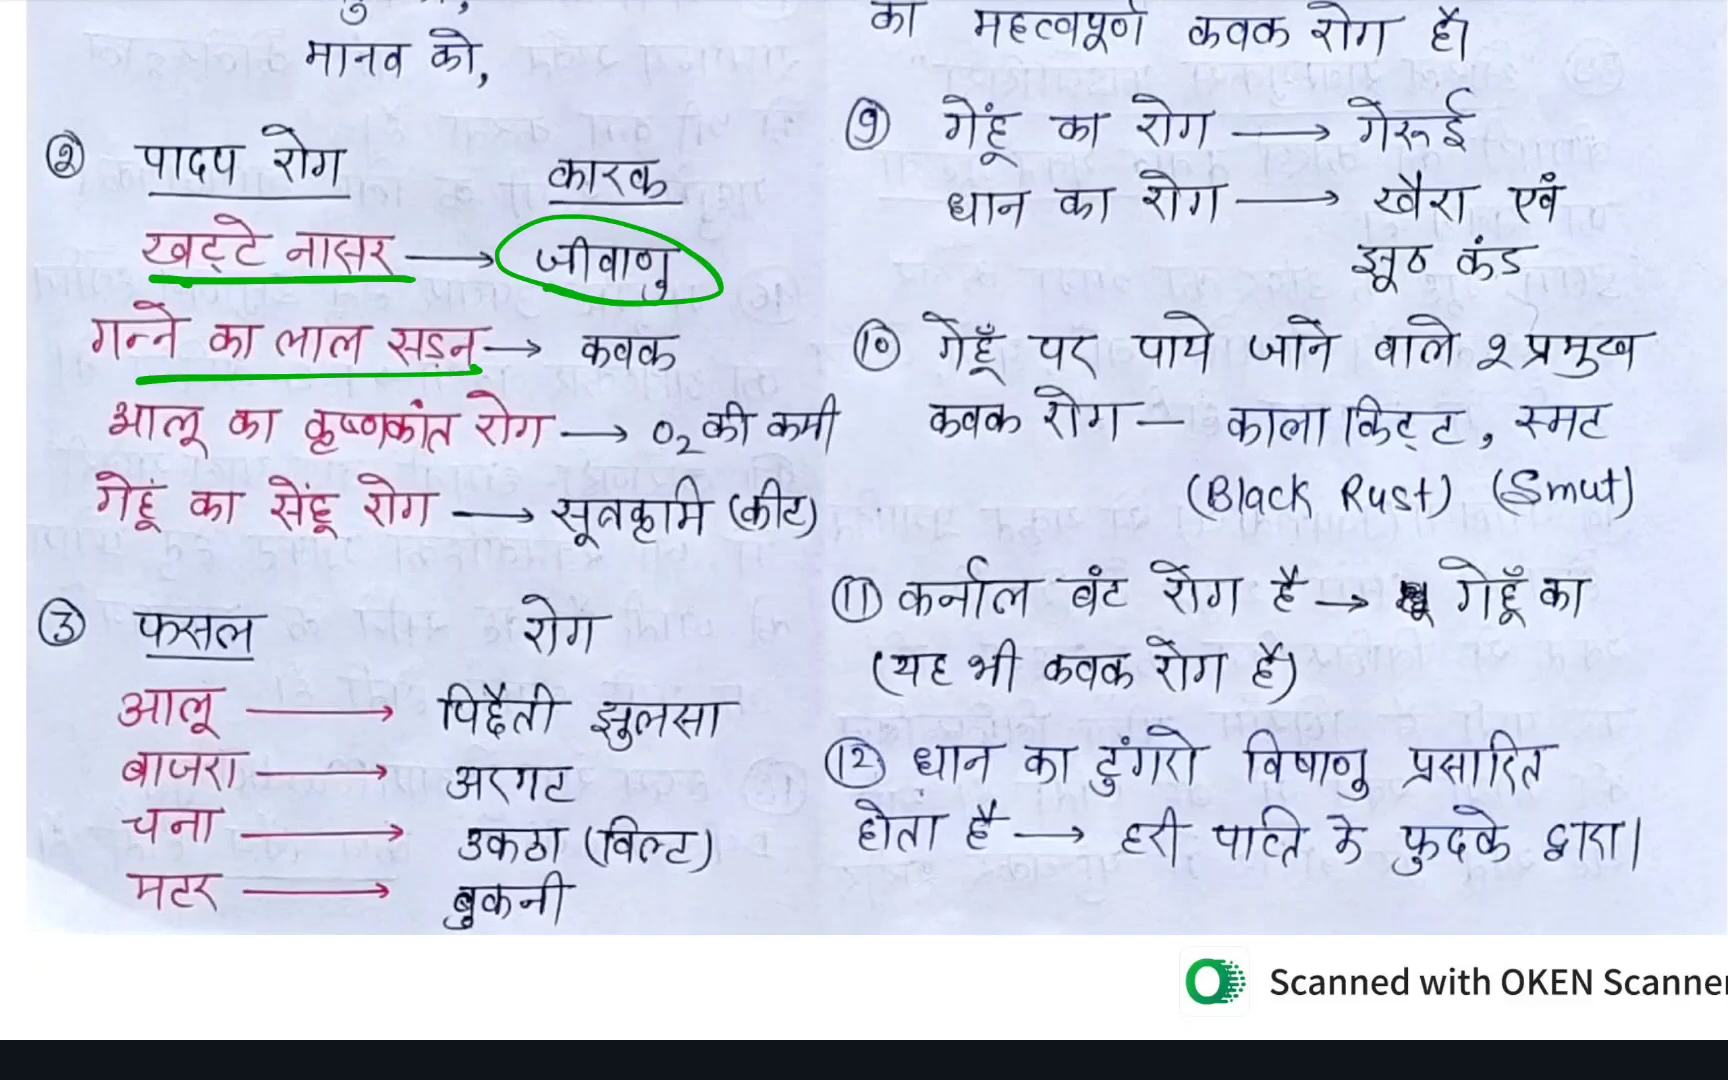 मानव को,
② पादप रोग कारक
खट्टे नासर → जीवाणु
गन्ने का लाल सड़न → कवक
आलू का कृष्णकांत रोग → O2 की कमी
गेहूं का सेंहू रोग → सूत्रकृमि (कीट)
③ फसल रोग
आलू → पिछैती झुलसा
बाजरा → अरगट
चना → उकठा (विल्ट)
मटर → बुकनी
का महत्वपूर्ण कवक रोग है।
⑨ गेहूं का रोग → गेरूई
धान का रोग → खैरा एवं
झूठ कंड
⑩ गेहूँ पर पाये जाने वाले २ प्रमुख
कवक रोग – काला किट्ट, स्मट
(Black Rust) (Smut)
⑪ कर्नाल बंट रोग है → गेहूँ का
(यह भी कवक रोग है)
⑫ धान का टुंगरो विषाणु प्रसारित
होता है → हरी पात्ति के फुदके द्वारा।
Scanned with OKEN Scanner